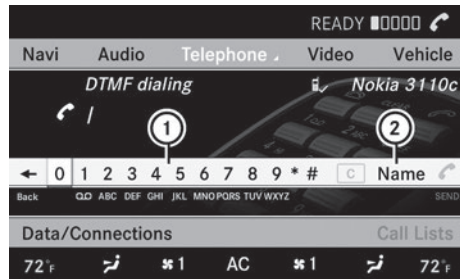 READY
Navi Audio Telephone Video Vehicle
DTMF dialing Nokia 3110c
1 2
0 1 2 3 4 5 6 7 8 9 * # C Name
Back ABC DEF GHI JKL MNO PQRS TUV WXYZ SEND
Data/Connections Call Lists
72°F 1 AC 1 72°F